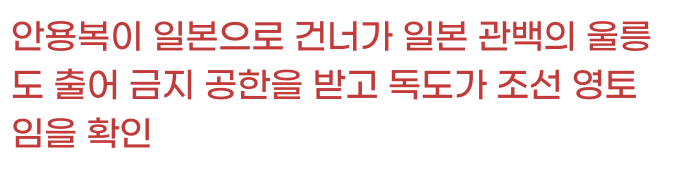 안용복이 일본으로 건너가 일본 관백의 울릉
도 출어 금지 공한을 받고 독도가 조선 영토
임을 확인